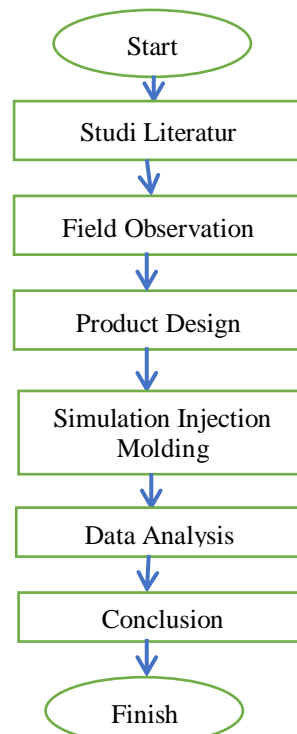 Start
Studi Literatur
Field Observation
Product Design
Simulation Injection
Molding
Data Analysis
Conclusion
Finish